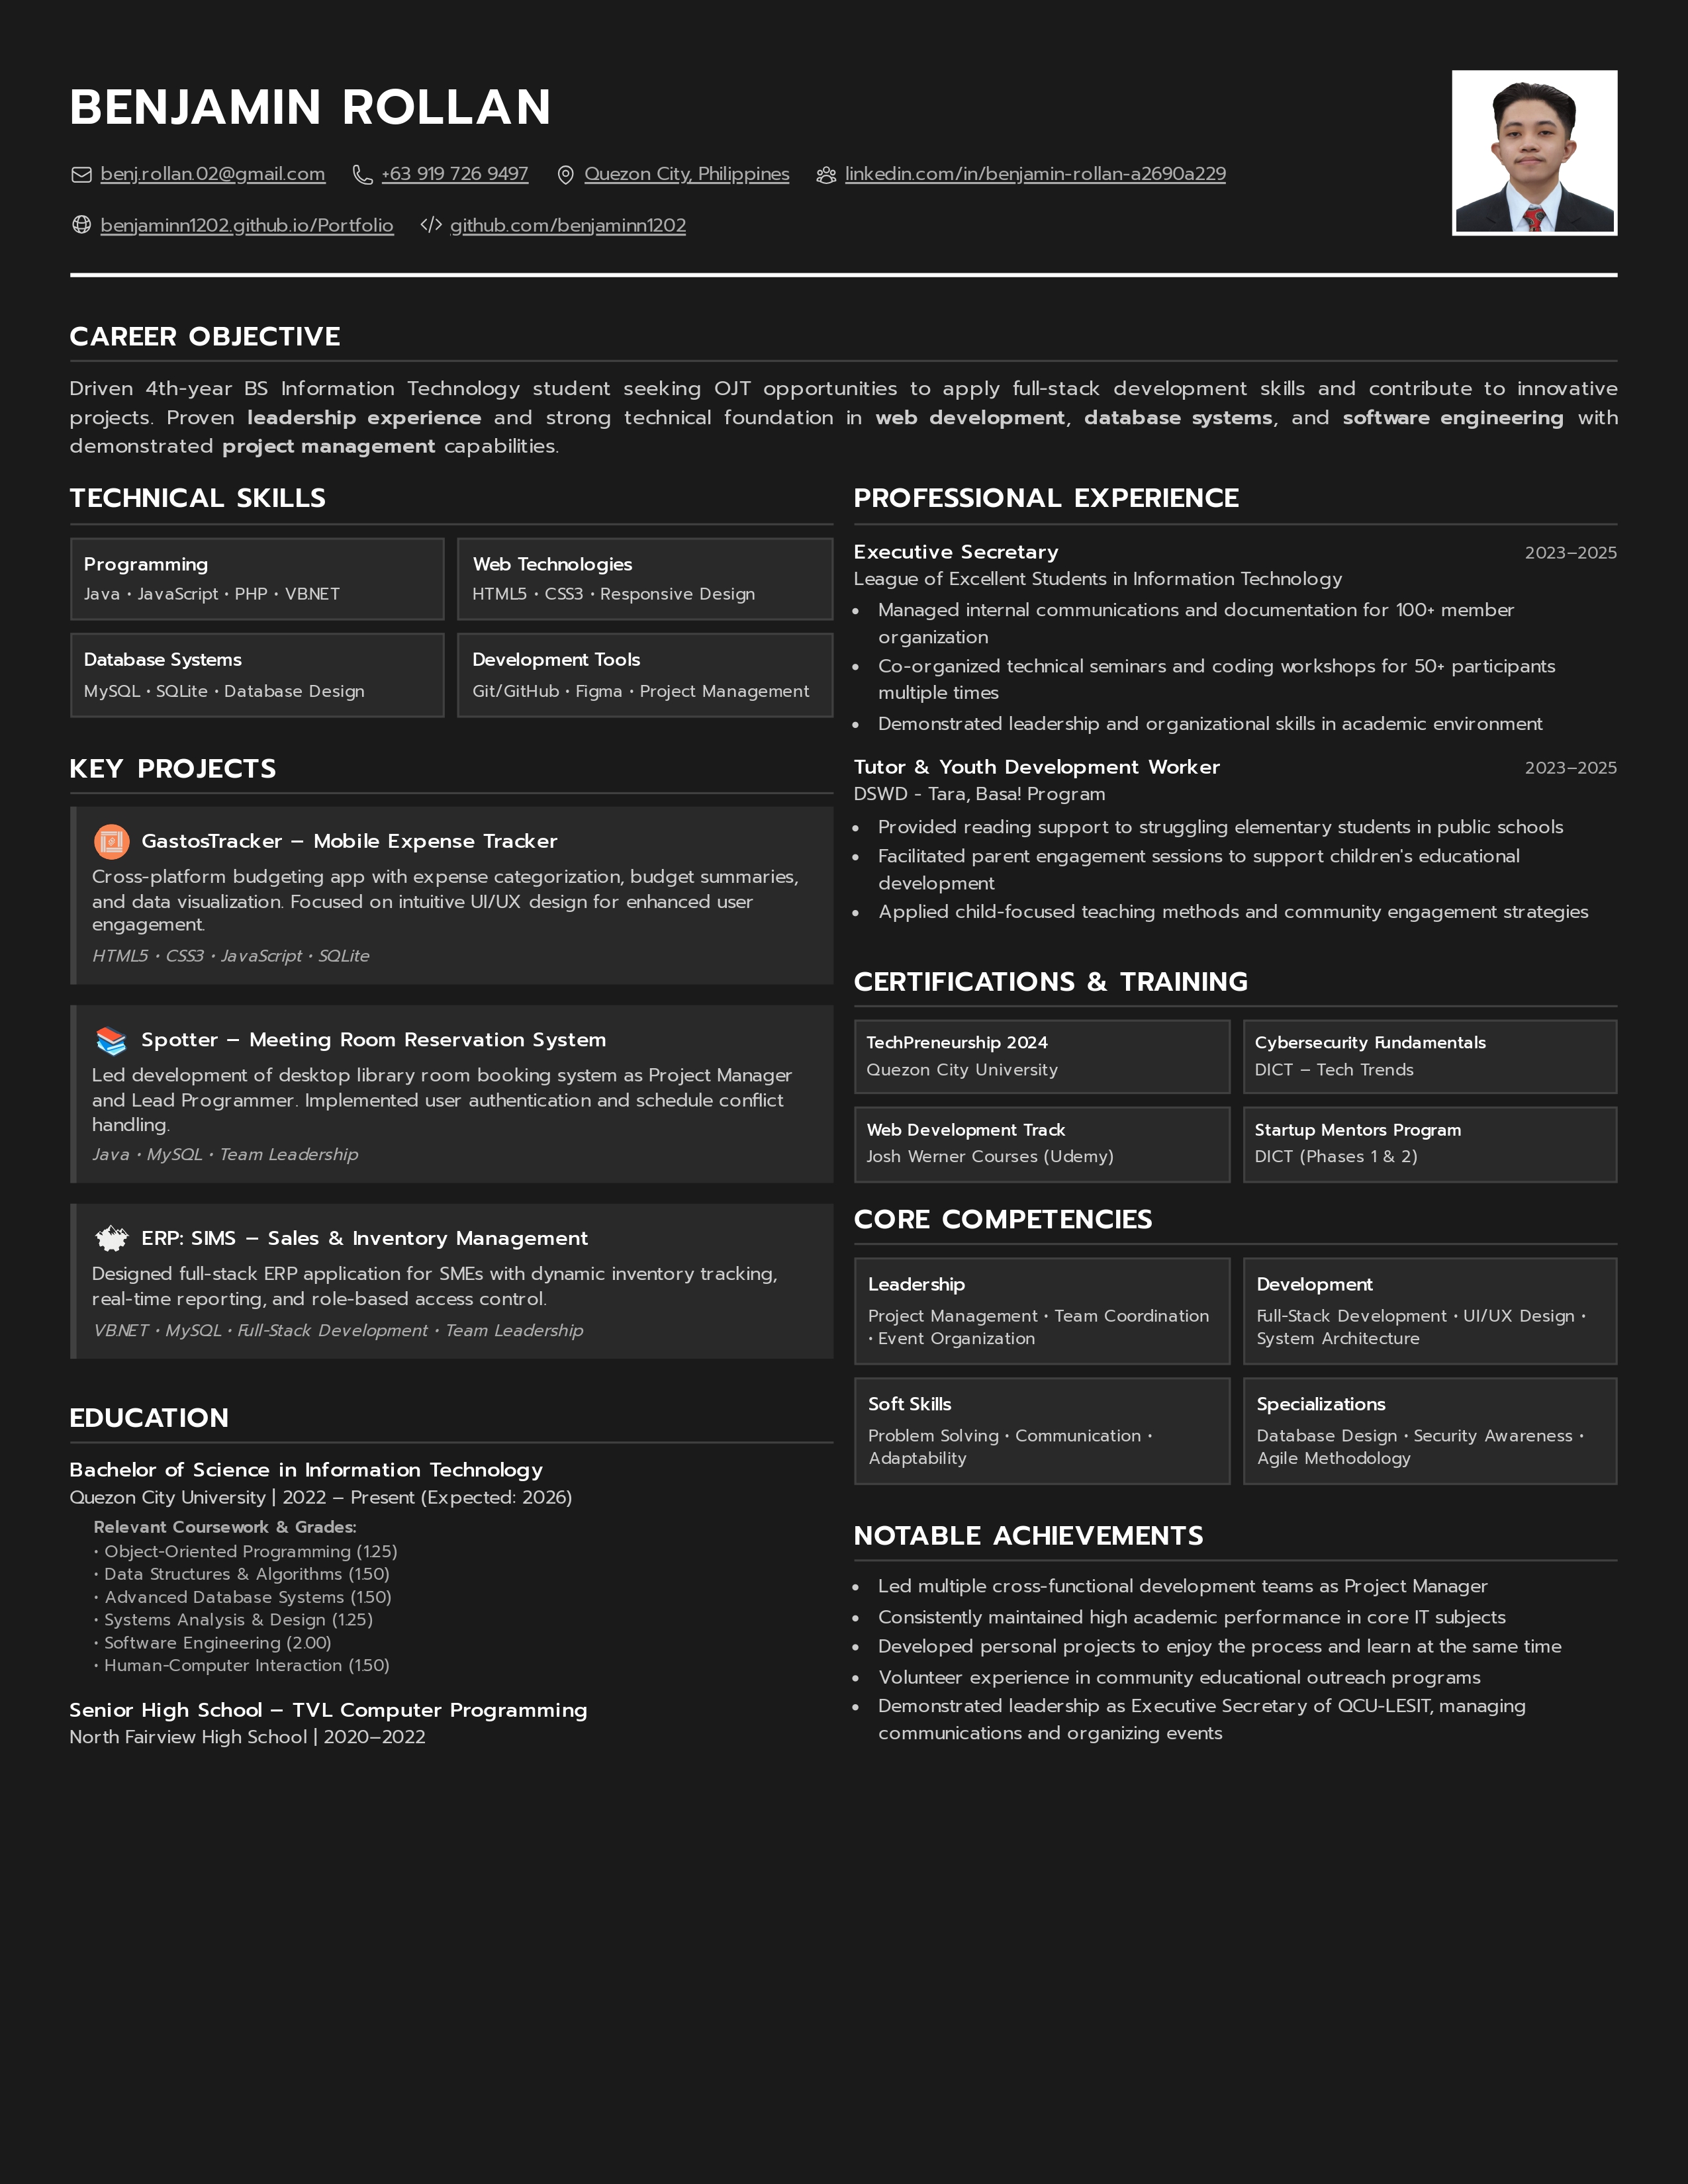 BENJAMIN ROLLAN
benj.rollan.02@gmail.com +63 919 726 9497 Quezon City, Philippines linkedin.com/in/benjamin-rollan-a2690a229
benjaminn1202.github.io/Portfolio github.com/benjaminn1202
CAREER OBJECTIVE
Driven 4th-year BS Information Technology student seeking OJT opportunities to apply full-stack development skills and contribute to innovative
projects. Proven leadership experience and strong technical foundation in web development, database systems, and software engineering with
demonstrated project management capabilities.
TECHNICAL SKILLS
Programming
Java • JavaScript • PHP • VB.NET
Web Technologies
HTML5 • CSS3 • Responsive Design
Database Systems
MySQL • SQLite • Database Design
Development Tools
Git/GitHub • Figma • Project Management
KEY PROJECTS
GastosTracker – Mobile Expense Tracker
Cross-platform budgeting app with expense categorization, budget summaries,
and data visualization. Focused on intuitive UI/UX design for enhanced user
engagement.
HTML5 • CSS3 • JavaScript • SQLite
Spotter – Meeting Room Reservation System
Led development of desktop library room booking system as Project Manager
and Lead Programmer. Implemented user authentication and schedule conflict
handling.
Java • MySQL • Team Leadership
ERP: SIMS – Sales & Inventory Management
Designed full-stack ERP application for SMEs with dynamic inventory tracking,
real-time reporting, and role-based access control.
VB.NET • MySQL • Full-Stack Development • Team Leadership
EDUCATION
Bachelor of Science in Information Technology
Quezon City University | 2022 – Present (Expected: 2026)
Relevant Coursework & Grades:
• Object-Oriented Programming (1.25)
• Data Structures & Algorithms (1.50)
• Advanced Database Systems (1.50)
• Systems Analysis & Design (1.25)
• Software Engineering (2.00)
• Human-Computer Interaction (1.50)
Senior High School – TVL Computer Programming
North Fairview High School | 2020–2022
PROFESSIONAL EXPERIENCE
Executive Secretary 2023–2025
League of Excellent Students in Information Technology
• Managed internal communications and documentation for 100+ member
organization
• Co-organized technical seminars and coding workshops for 50+ participants
multiple times
• Demonstrated leadership and organizational skills in academic environment
Tutor & Youth Development Worker 2023–2025
DSWD - Tara, Basa! Program
• Provided reading support to struggling elementary students in public schools
• Facilitated parent engagement sessions to support children's educational
development
• Applied child-focused teaching methods and community engagement strategies
CERTIFICATIONS & TRAINING
TechPreneurship 2024
Quezon City University
Cybersecurity Fundamentals
DICT – Tech Trends
Web Development Track
Josh Werner Courses (Udemy)
Startup Mentors Program
DICT (Phases 1 & 2)
CORE COMPETENCIES
Leadership
Project Management • Team Coordination
• Event Organization
Development
Full-Stack Development • UI/UX Design •
System Architecture
Soft Skills
Problem Solving • Communication •
Adaptability
Specializations
Database Design • Security Awareness •
Agile Methodology
NOTABLE ACHIEVEMENTS
• Led multiple cross-functional development teams as Project Manager
• Consistently maintained high academic performance in core IT subjects
• Developed personal projects to enjoy the process and learn at the same time
• Volunteer experience in community educational outreach programs
• Demonstrated leadership as Executive Secretary of QCU-LESIT, managing
communications and organizing events